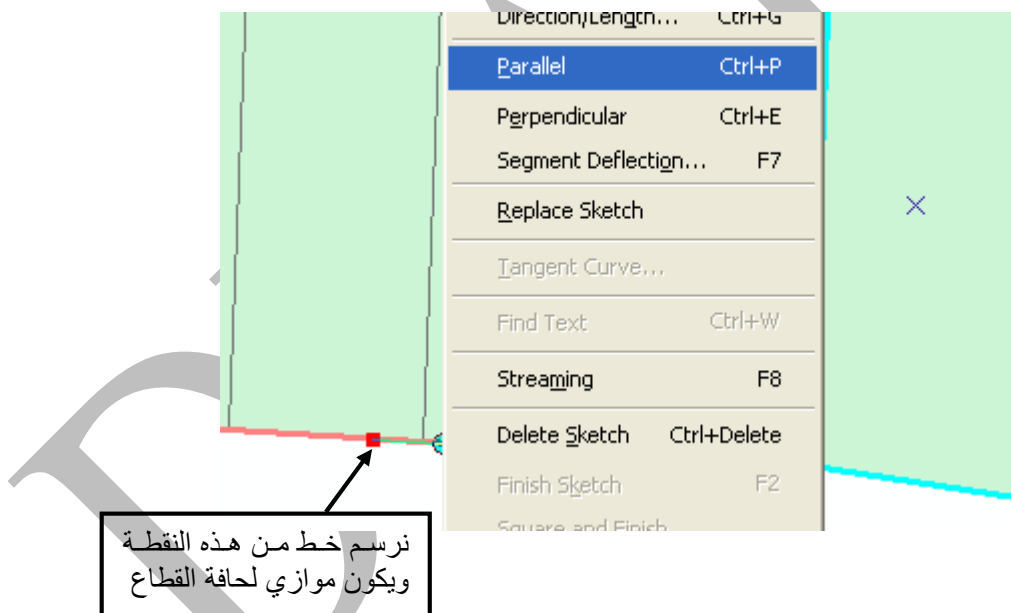 Direction/Length... Ctrl+G
Parallel Ctrl+P
Perpendicular Ctrl+E
Segment Deflection... F7
Replace Sketch
Tangent Curve...
Find Text Ctrl+W
Streaming F8
Delete Sketch Ctrl+Delete
Finish Sketch F2
Square and Finish
نرسم خط من هذه النقطة
ويكون موازي لحافة القطاع